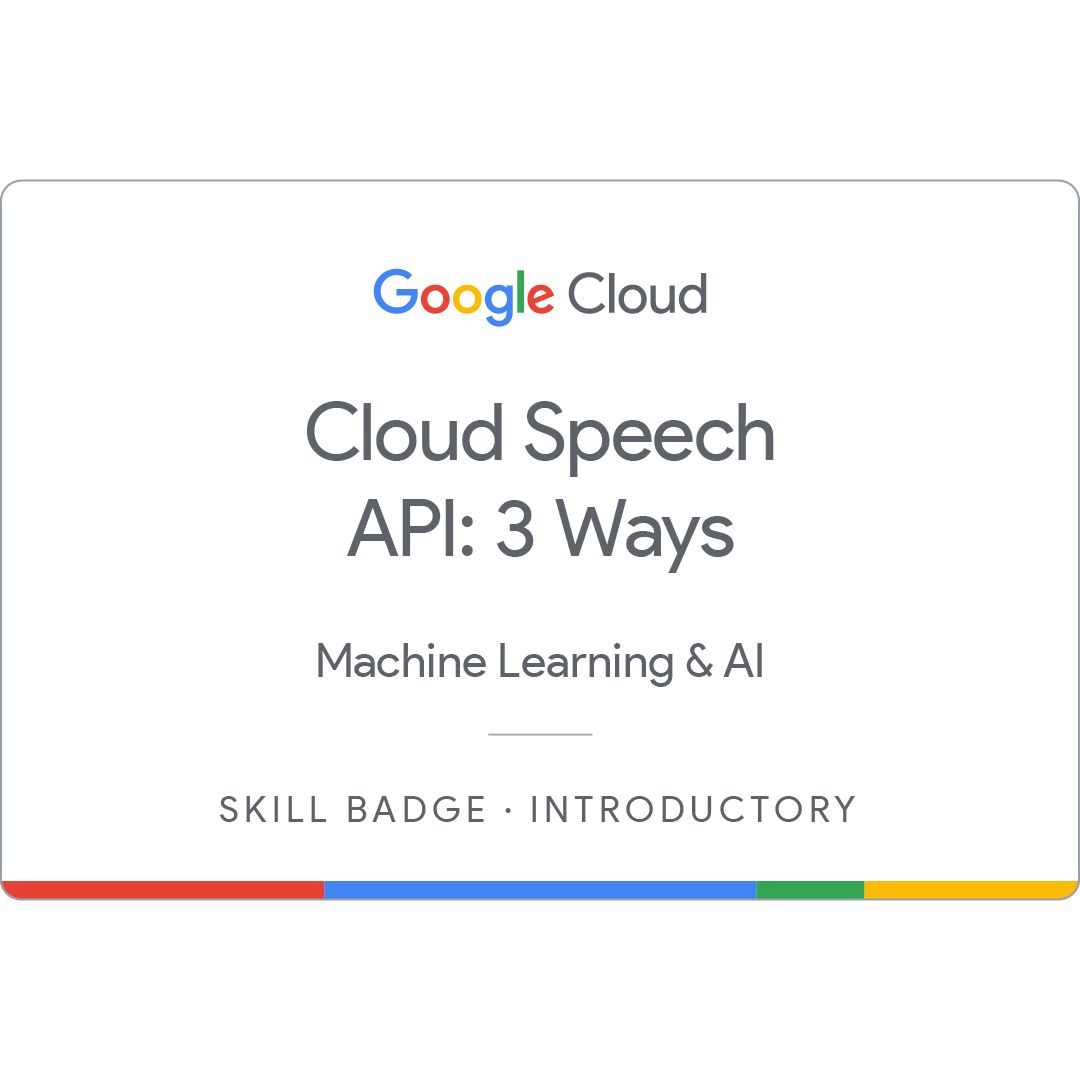 Google Cloud
Cloud Speech
API: 3 Ways
Machine Learning & AI
SKILL BADGE · INTRODUCTORY